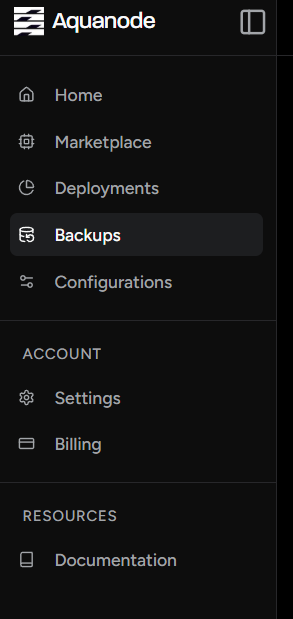 Aquanode
Home
Marketplace
Deployments
Backups
Configurations
ACCOUNT
Settings
Billing
RESOURCES
Documentation